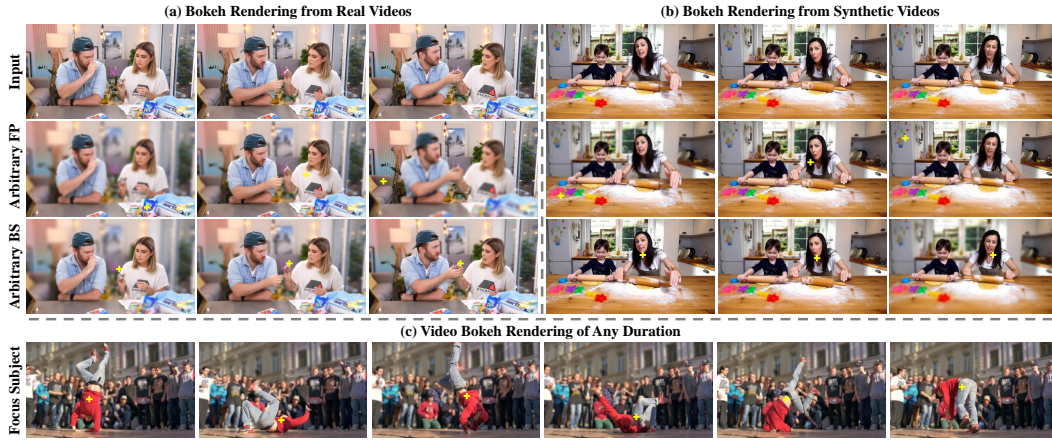 (a) Bokeh Rendering from Real Videos
(b) Bokeh Rendering from Synthetic Videos
Input
Arbitrary FP
Arbitrary BS
(c) Video Bokeh Rendering of Any Duration
Focus Subject